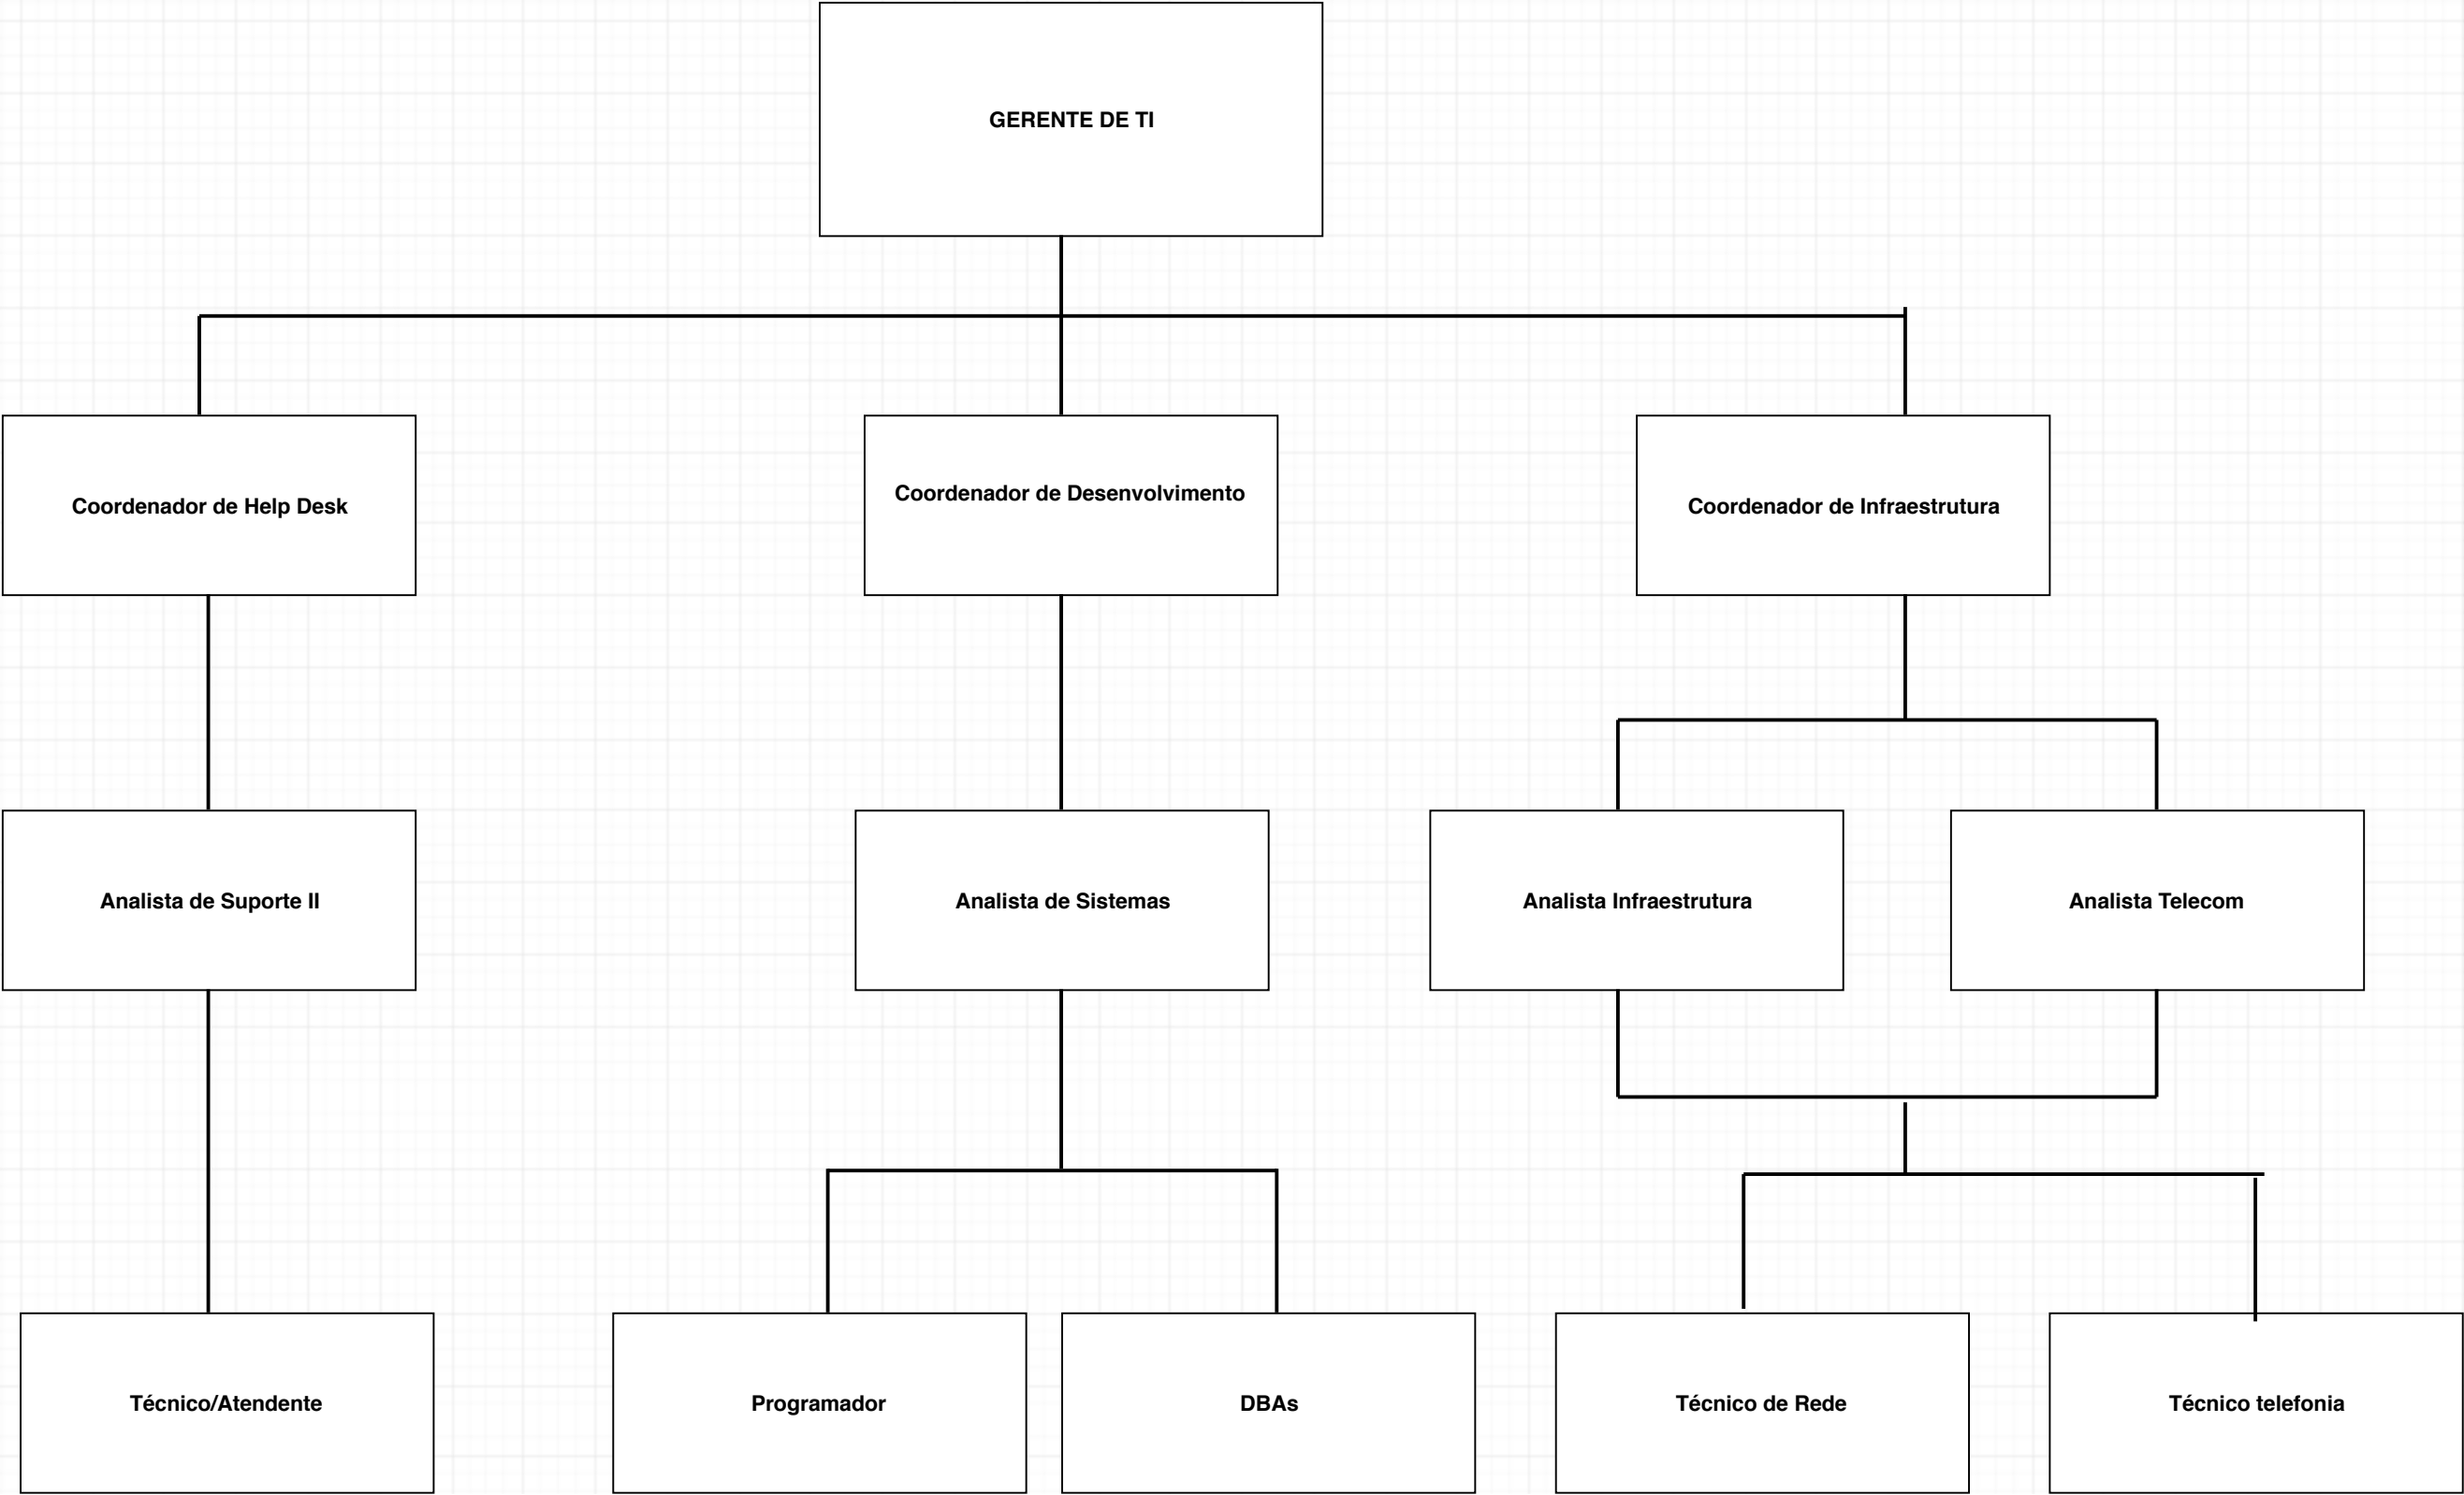 GERENTE DE TI
Coordenador de Help Desk
Coordenador de Desenvolvimento
Coordenador de Infraestrutura
Analista de Suporte II
Analista de Sistemas
Analista Infraestrutura
Analista Telecom
Técnico/Atendente
Programador
DBAs
Técnico de Rede
Técnico telefonia